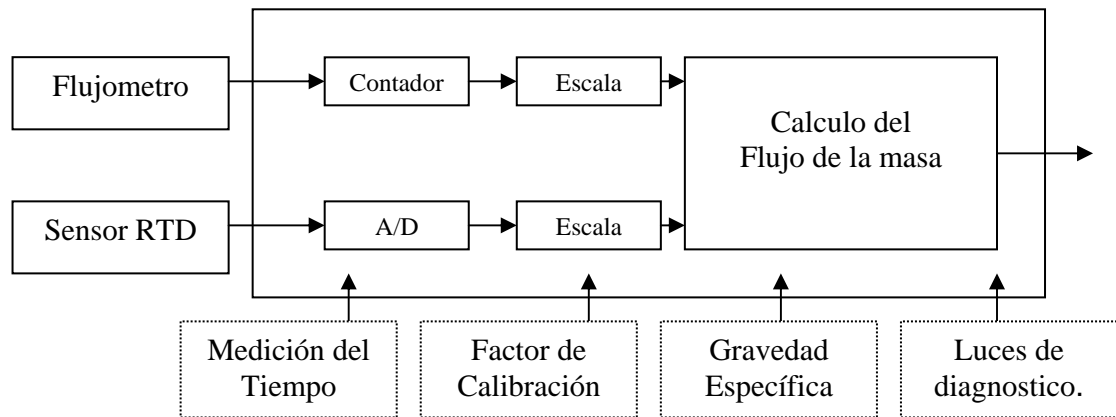 Flujometro
Contador
Escala
Calculo del
Flujo de la masa
Sensor RTD
A/D
Escala
Medición del
Tiempo
Factor de
Calibración
Gravedad
Específica
Luces de
diagnostico.